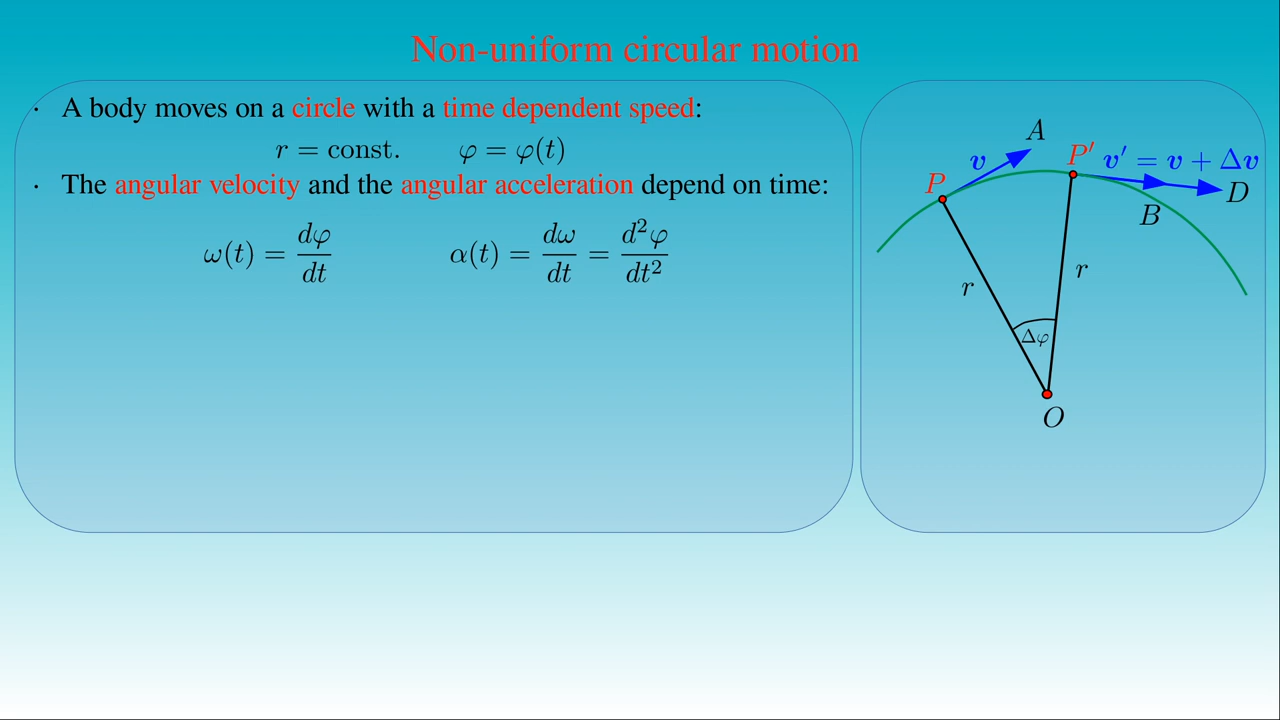 Non-uniform circular motion
· A body moves on a circle with a time dependent speed:
r = const. φ = φ(t)
· The angular velocity and the angular acceleration depend on time:
ω(t) = dφ/dt α(t) = dω/dt = d²φ/dt²
A
v
P
P′ v′ = v + Δv
D
B
r
r
Δφ
O